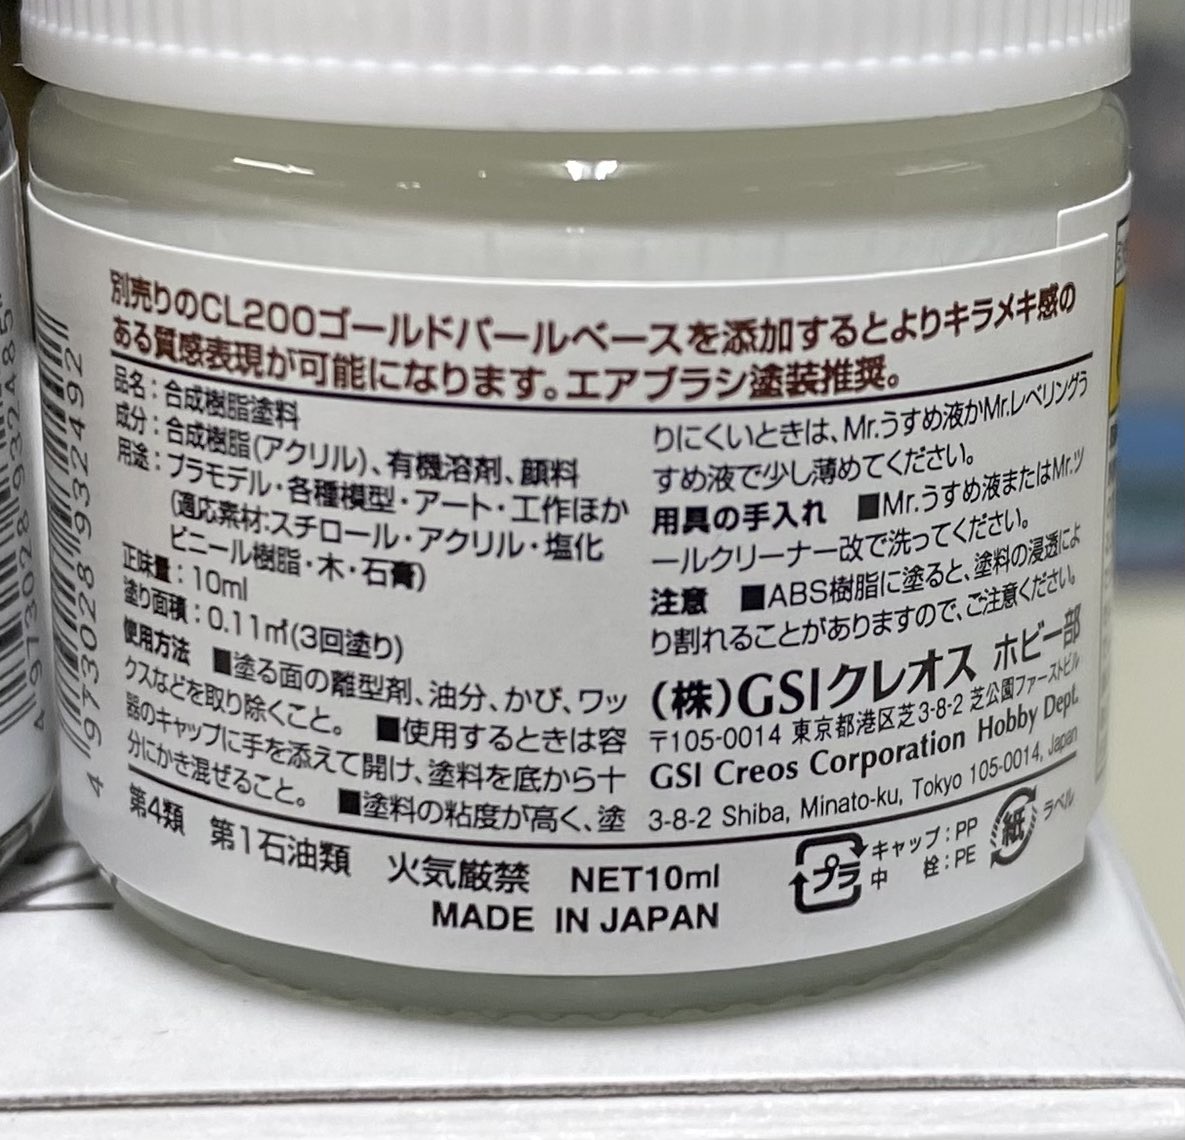 別売りのCL200ゴールドパールベースを添加するとよりキラメキ感の
ある質感表現が可能になります。エアブラシ塗装推奨。
品名：合成樹脂塗料
成分：合成樹脂(アクリル)、有機溶剤、顔料
用途：プラモデル・各種模型・アート・工作ほか
(適応素材:スチロール・アクリル・塩化
ビニール樹脂・木・石膏)
正味量：10ml
塗り面積：0.11㎡(3回塗り)
使用方法 ■塗る面の離型剤、油分、かび、ワッ
クスなどを取り除くこと。 ■使用するときは容
器のキャップに手を添えて開け、塗料を底から十
分にかき混ぜること。 ■塗料の粘度が高く、塗
りにくいときは、Mr.うすめ液かMr.レベリングう
すめ液で少し薄めてください。
用具の手入れ ■Mr.うすめ液またはMr.ツ
ールクリーナー改で洗ってください。
注意 ■ABS樹脂に塗ると、塗料の浸透によ
り割れることがありますので、ご注意ください。
(株)GSIクレオス ホビー部
〒105-0014 東京都港区芝3-8-2 芝公園ファーストビル
GSI Creos Corporation Hobby Dept.
3-8-2 Shiba, Minato-ku, Tokyo 105-0014, Japan
第4類 第1石油類 火気厳禁 NET10ml
MADE IN JAPAN
プラ
キャップ：PP
中 栓：PE
紙
ラベル
4 973028 932492
4 973028 932485